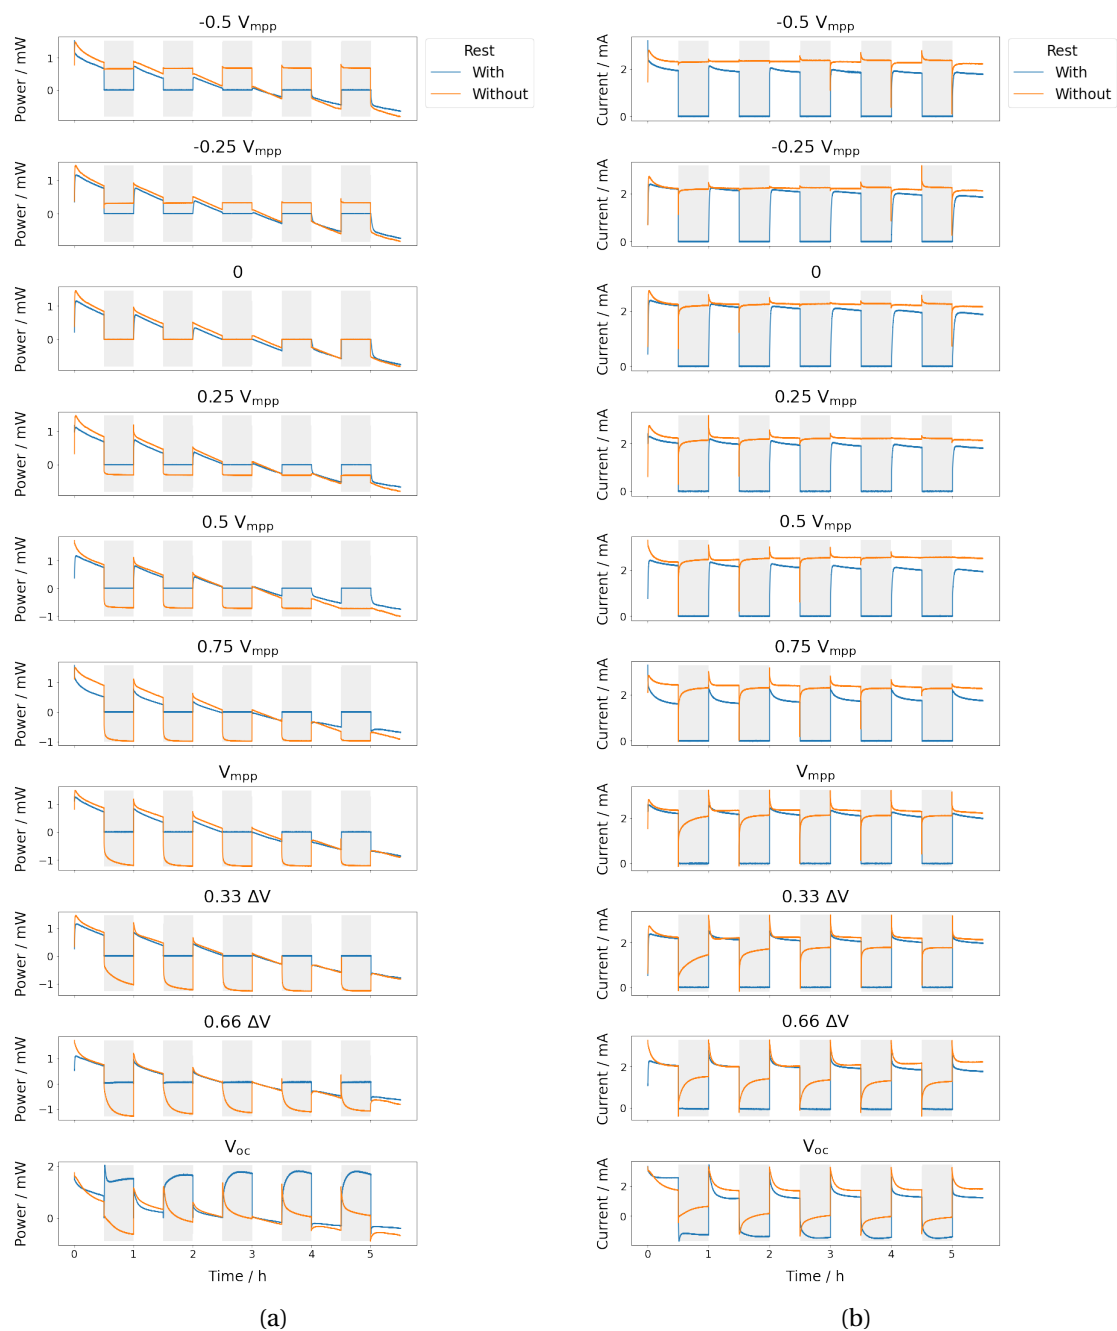 -0.5 Vmpp
Power / mW
1
0
Rest
With
Without
-0.25 Vmpp
Power / mW
1
0
0
Power / mW
1
0
0.25 Vmpp
Power / mW
1
0
0.5 Vmpp
Power / mW
1
0
−1
0.75 Vmpp
Power / mW
1
0
−1
Vmpp
Power / mW
1
0
−1
0.33 ΔV
Power / mW
1
0
−1
0.66 ΔV
Power / mW
1
0
−1
Voc
Power / mW
2
0
0 1 2 3 4 5
Time / h
(a)
-0.5 Vmpp
Current / mA
2
0
Rest
With
Without
-0.25 Vmpp
Current / mA
2
0
0
Current / mA
2
0
0.25 Vmpp
Current / mA
2
0
0.5 Vmpp
Current / mA
2
0
0.75 Vmpp
Current / mA
2
0
Vmpp
Current / mA
2
0
0.33 ΔV
Current / mA
2
0
0.66 ΔV
Current / mA
2
0
Voc
Current / mA
2
0
0 1 2 3 4 5
Time / h
(b)